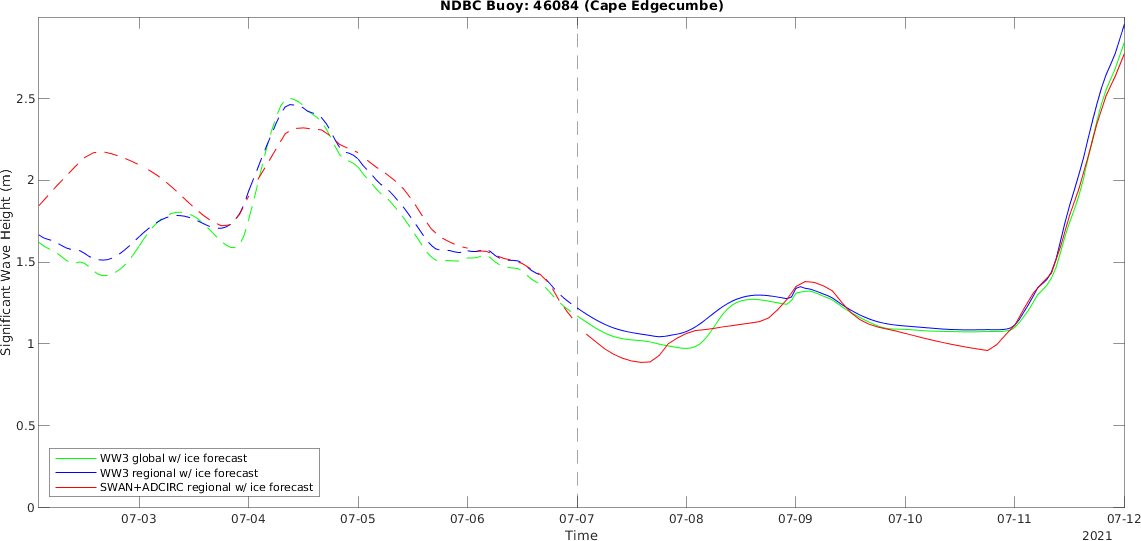 NDBC Buoy: 46084 (Cape Edgecumbe)
Significant Wave Height (m)
2.5
2
1.5
1
0.5
0
WW3 global w/ ice forecast
WW3 regional w/ ice forecast
SWAN+ADCIRC regional w/ ice forecast
07-03 07-04 07-05 07-06 07-07 07-08 07-09 07-10 07-11 07-12
Time
2021